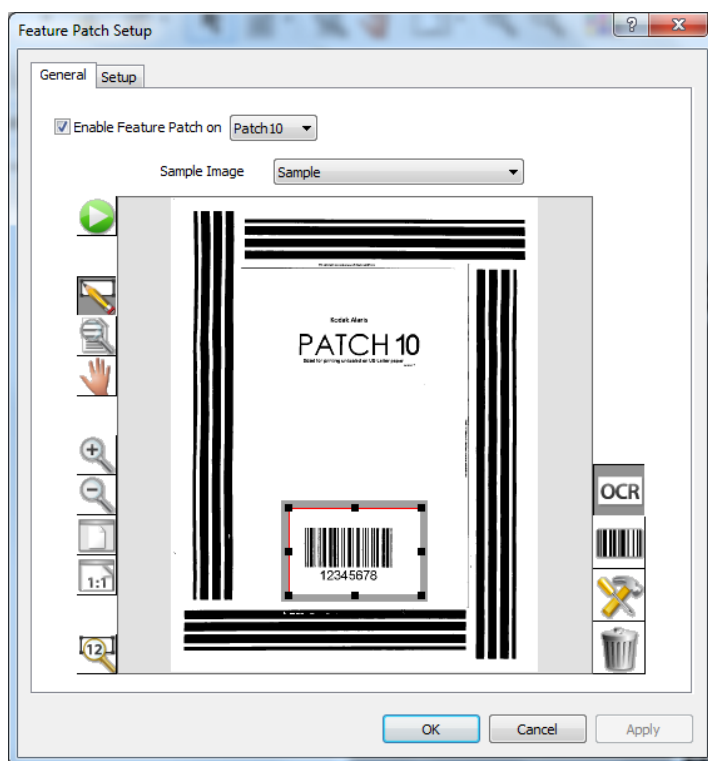 Feature Patch Setup
General Setup
Enable Feature Patch on Patch10
Sample Image Sample
Kodak Alaris
PATCH 10
12345678
1:1
12
OCR
OK Cancel Apply